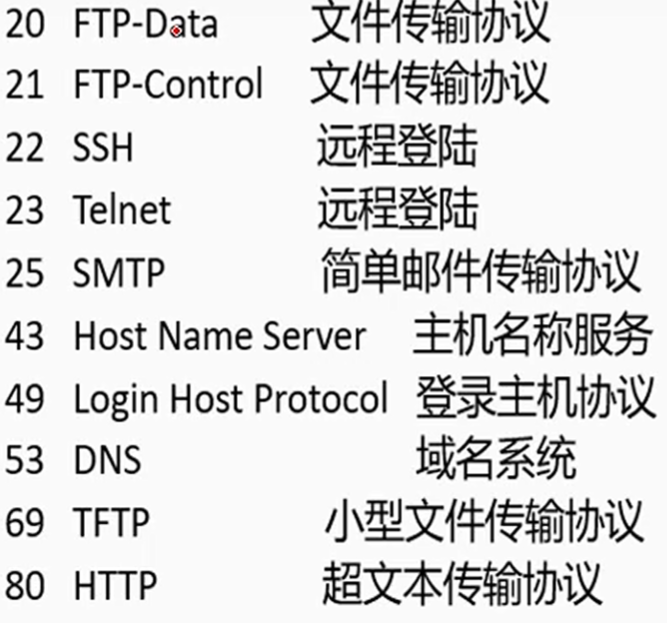 20 FTP-Data 文件传输协议
21 FTP-Control 文件传输协议
22 SSH 远程登陆
23 Telnet 远程登陆
25 SMTP 简单邮件传输协议
43 Host Name Server 主机名称服务
49 Login Host Protocol 登录主机协议
53 DNS 域名系统
69 TFTP 小型文件传输协议
80 HTTP 超文本传输协议